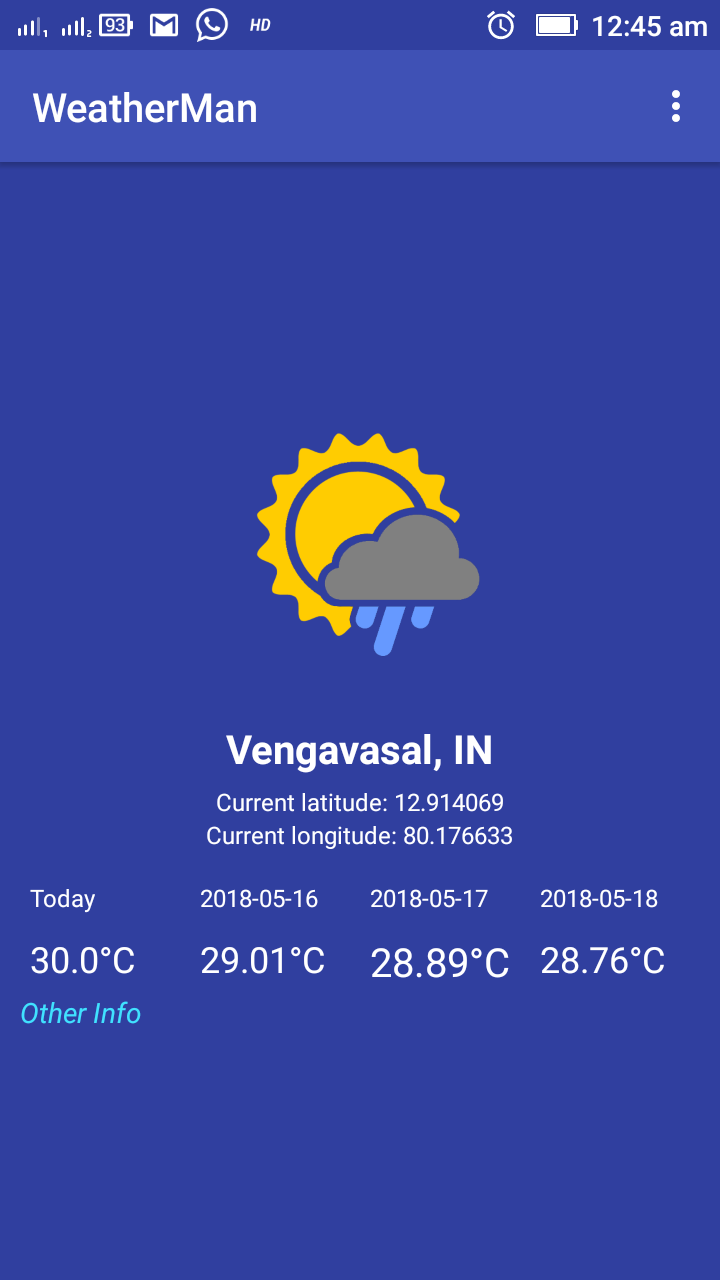 93 HD 12:45 am
WeatherMan
Vengavasal, IN
Current latitude: 12.914069
Current longitude: 80.176633
Today 2018-05-16 2018-05-17 2018-05-18
30.0°C 29.01°C 28.89°C 28.76°C
Other Info